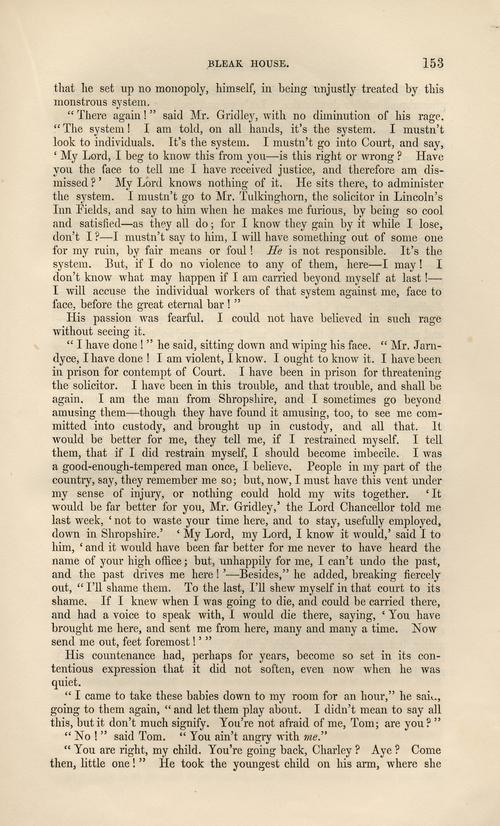 BLEAK HOUSE. 153
that he set up no monopoly, himself, in being unjustly treated by this
monstrous system.
“There again!” said Mr. Gridley, with no diminution of his rage.
“The system! I am told, on all hands, it's the system. I mustn't
look to individuals. It's the system. I mustn't go into Court, and say,
‘My Lord, I beg to know this from you—is this right or wrong? Have
you the face to tell me I have received justice, and therefore am dis-
missed?’ My Lord knows nothing of it. He sits there, to administer
the system. I mustn't go to Mr. Tulkinghorn, the solicitor in Lincoln's
Inn Fields, and say to him when he makes me furious, by being so cool
and satisfied—as they all do; for I know they gain by it while I lose,
don't I?—I mustn't say to him, I will have something out of some one
for my ruin, by fair means or foul! He is not responsible. It's the
system. But, if I do no violence to any of them, here—I may! I
don't know what may happen if I am carried beyond myself at last!—
I will accuse the individual workers of that system against me, face to
face, before the great eternal bar!”
His passion was fearful. I could not have believed in such rage
without seeing it.
“I have done!” he said, sitting down and wiping his face. “Mr. Jarn-
dyce, I have done! I am violent, I know. I ought to know it. I have been
in prison for contempt of Court. I have been in prison for threatening
the solicitor. I have been in this trouble, and that trouble, and shall be
again. I am the man from Shropshire, and I sometimes go beyond
amusing them—though they have found it amusing, too, to see me com-
mitted into custody, and brought up in custody, and all that. It
would be better for me, they tell me, if I restrained myself. I tell
them, that if I did restrain myself, I should become imbecile. I was
a good-enough-tempered man once, I believe. People in my part of the
country, say, they remember me so; but, now, I must have this vent under
my sense of injury, or nothing could hold my wits together. ‘It
would be far better for you, Mr. Gridley,’ the Lord Chancellor told me
last week, ‘not to waste your time here, and to stay, usefully employed,
down in Shropshire.’ ‘My Lord, my Lord, I know it would,’ said I to
him, ‘and it would have been far better for me never to have heard the
name of your high office; but, unhappily for me, I can't undo the past,
and the past drives me here!’—Besides,” he added, breaking fiercely
out, “I'll shame them. To the last, I'll shew myself in that court to its
shame. If I knew when I was going to die, and could be carried there,
and had a voice to speak with, I would die there, saying, ‘You have
brought me here, and sent me from here, many and many a time. Now
send me out, feet foremost!’”
His countenance had, perhaps for years, become so set in its con-
tentious expression that it did not soften, even now when he was
quiet.
“I came to take these babies down to my room for an hour,” he said,
going to them again, “and let them play about. I didn't mean to say all
this, but it don't much signify. You're not afraid of me, Tom; are you?”
“No!” said Tom. “You ain't angry with me.”
“You are right, my child. You're going back, Charley? Aye? Come
then, little one!” He took the youngest child on his arm, where she